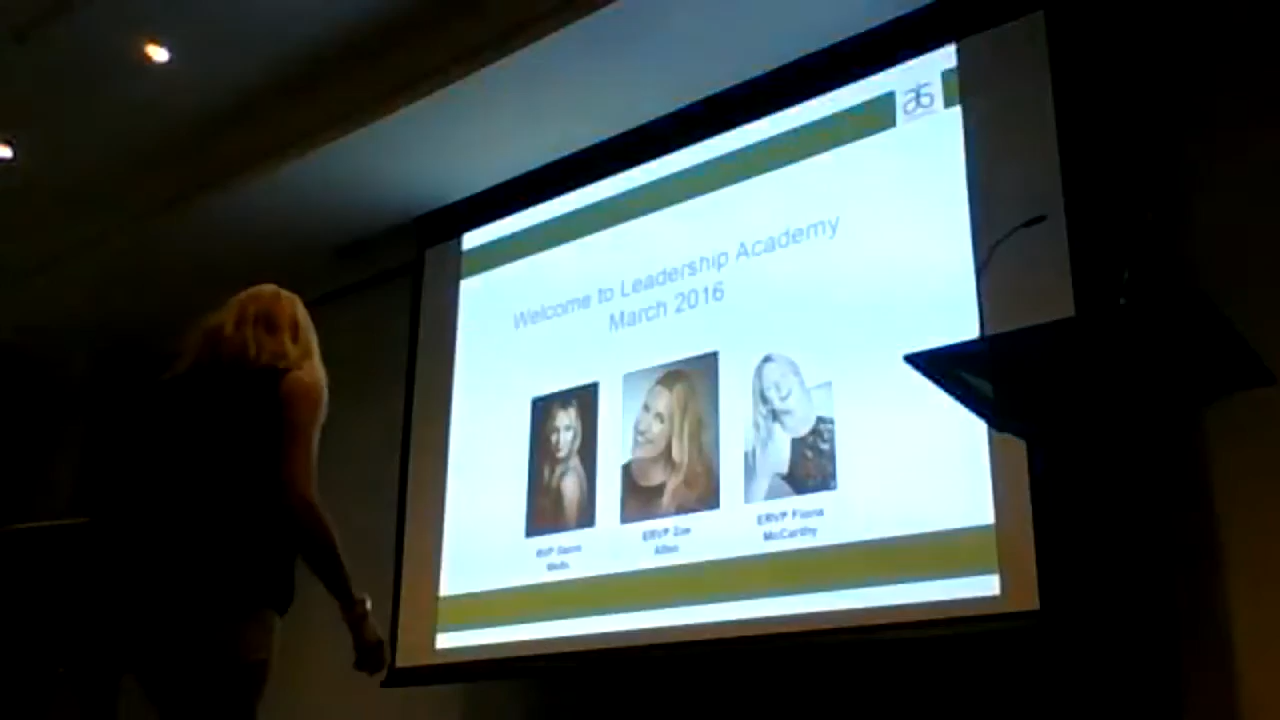 Welcome to Leadership Academy
March 2016
ERVP Zoe
Allen
ERVP Fiona
McCarthy